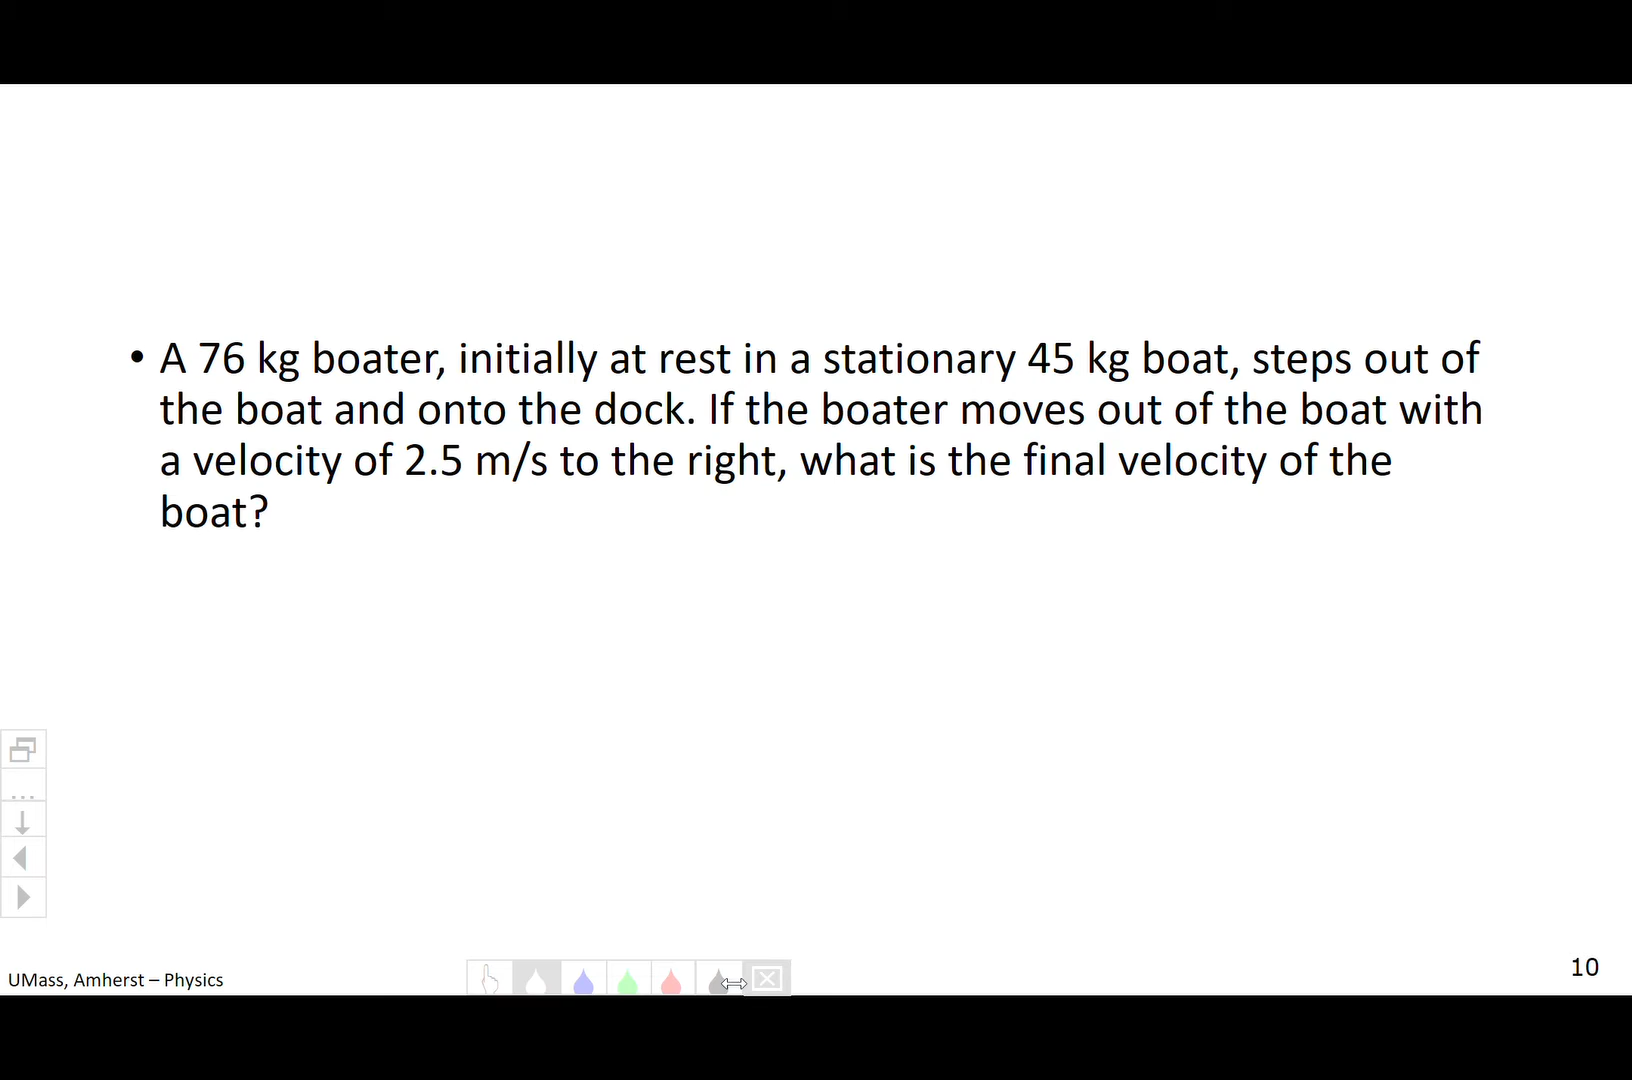 • A 76 kg boater, initially at rest in a stationary 45 kg boat, steps out of
the boat and onto the dock. If the boater moves out of the boat with
a velocity of 2.5 m/s to the right, what is the final velocity of the
boat?
UMass, Amherst – Physics
10